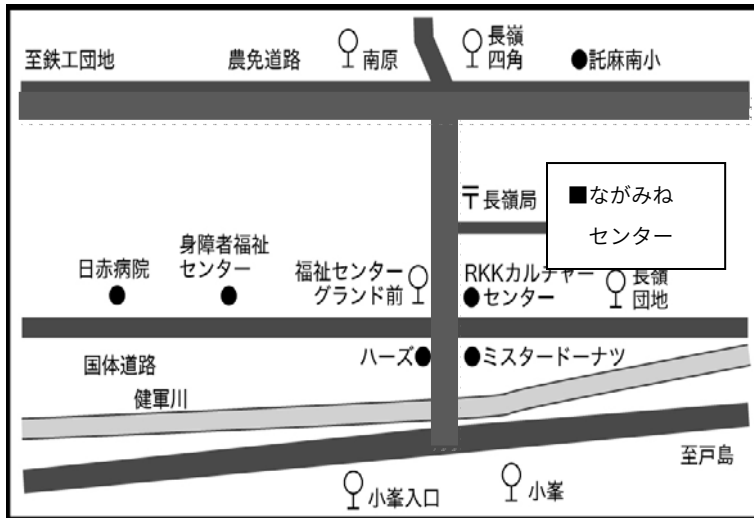 至鉄工団地
農免道路
南原
長嶺
四角
●託麻南小
〒長嶺局
■ながみね
センター
日赤病院
身障者福祉
センター
福祉センター
グランド前
RKKカルチャー
センター
長嶺
団地
国体道路
ハーズ
ミスタードーナツ
健軍川
至戸島
小峯入口
小峯